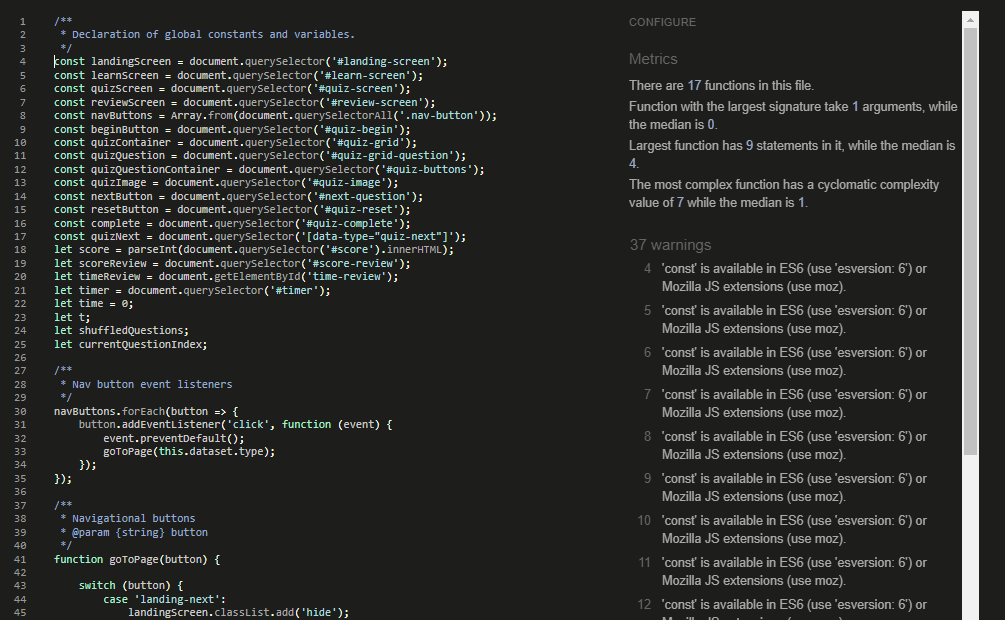 1 /**
2  * Declaration of global constants and variables.
3  */
4 const landingScreen = document.querySelector('#landing-screen');
5 const learnScreen = document.querySelector('#learn-screen');
6 const quizScreen = document.querySelector('#quiz-screen');
7 const reviewScreen = document.querySelector('#review-screen');
8 const navButtons = Array.from(document.querySelectorAll('.nav-button'));
9 const beginButton = document.querySelector('#quiz-begin');
10 const quizContainer = document.querySelector('#quiz-grid');
11 const quizQuestion = document.querySelector('#quiz-grid-question');
12 const quizQuestionContainer = document.querySelector('#quiz-buttons');
13 const quizImage = document.querySelector('#quiz-image');
14 const nextButton = document.querySelector('#next-question');
15 const resetButton = document.querySelector('#quiz-reset');
16 const complete = document.querySelector('#quiz-complete');
17 const quizNext = document.querySelector('[data-type="quiz-next"]');
18 let score = parseInt(document.querySelector('#score').innerHTML);
19 let scoreReview = document.querySelector('#score-review');
20 let timeReview = document.getElementById('time-review');
21 let timer = document.querySelector('#timer');
22 let time = 0;
23 let t;
24 let shuffledQuestions;
25 let currentQuestionIndex;
26
27 /**
28  * Nav button event listeners
29  */
30 navButtons.forEach(button => {
31     button.addEventListener('click', function (event) {
32         event.preventDefault();
33         goToPage(this.dataset.type);
34     });
35 });
36
37 /**
38  * Navigational buttons
39  * @param {string} button
40  */
41 function goToPage(button) {
42
43     switch (button) {
44         case 'landing-next':
45             landingScreen.classList.add('hide');
CONFIGURE
Metrics
There are 17 functions in this file.
Function with the largest signature take 1 arguments, while
the median is 0.
Largest function has 9 statements in it, while the median is
4.
The most complex function has a cyclomatic complexity
value of 7 while the median is 1.
37 warnings
4 'const' is available in ES6 (use 'esversion: 6') or
Mozilla JS extensions (use moz).
5 'const' is available in ES6 (use 'esversion: 6') or
Mozilla JS extensions (use moz).
6 'const' is available in ES6 (use 'esversion: 6') or
Mozilla JS extensions (use moz).
7 'const' is available in ES6 (use 'esversion: 6') or
Mozilla JS extensions (use moz).
8 'const' is available in ES6 (use 'esversion: 6') or
Mozilla JS extensions (use moz).
9 'const' is available in ES6 (use 'esversion: 6') or
Mozilla JS extensions (use moz).
10 'const' is available in ES6 (use 'esversion: 6') or
Mozilla JS extensions (use moz).
11 'const' is available in ES6 (use 'esversion: 6') or
Mozilla JS extensions (use moz).
12 'const' is available in ES6 (use 'esversion: 6') or